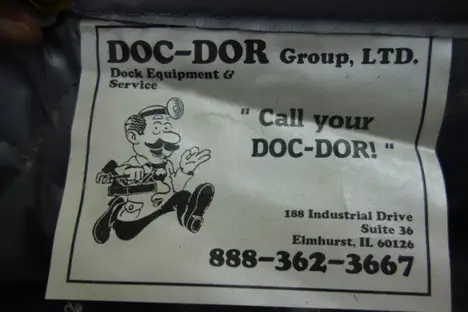 DOC-DOR Group, LTD.
Dock Equipment &
Service
" Call your
DOC-DOR! "
188 Industrial Drive
Suite 36
Elmhurst, IL 60126
888-362-3667